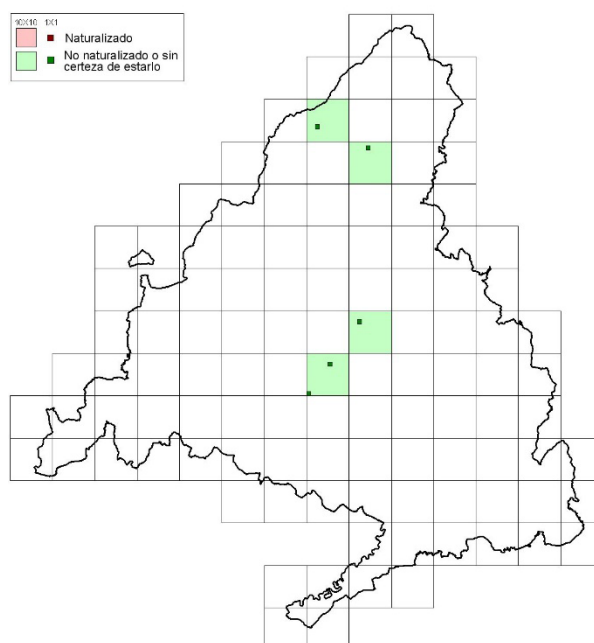 10X10 1X1
Naturalizado
No naturalizado o sin
certeza de estarlo